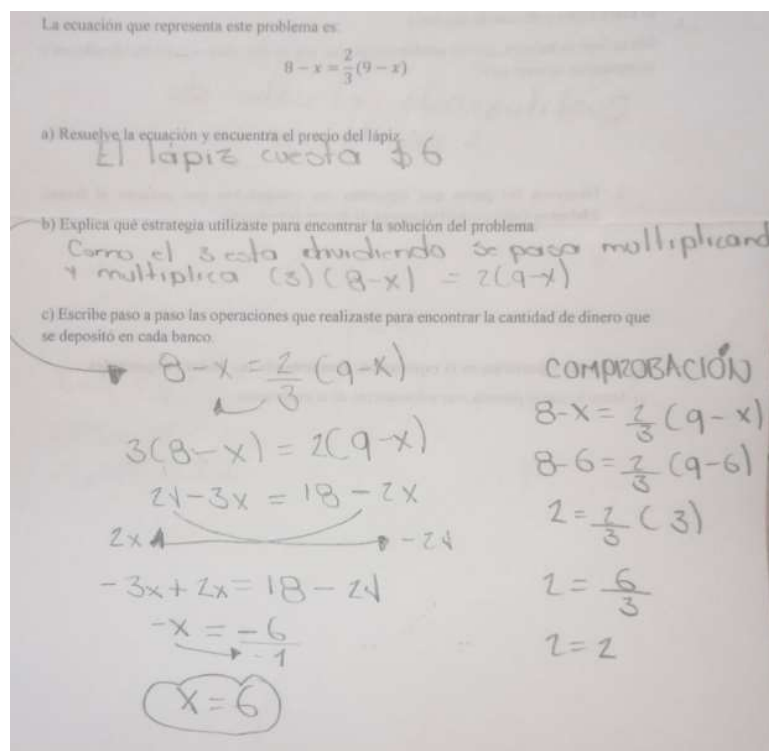 La ecuación que representa este problema es:
8 − x = 2/3 (9 − x)
a) Resuelve la ecuación y encuentra el precio del lápiz
El lápiz cuesta $6
b) Explica qué estrategia utilizaste para encontrar la solución del problema
Como el 3 esta dividiendo se pasa multiplicand
y multiplica (3)(8-x) = 2(9-x)
c) Escribe paso a paso las operaciones que realizaste para encontrar la cantidad de dinero que
se depositó en cada banco.
8-x = 2/3 (9-x)
3(8-x) = 2(9-x)
24-3x = 18-2x
2x -24
-3x+2x = 18-24
-x = -6/-1
x=6
COMPROBACIÓN
8-x = 2/3 (9-x)
8-6 = 2/3 (9-6)
2 = 2/3 (3)
2 = 6/3
2=2